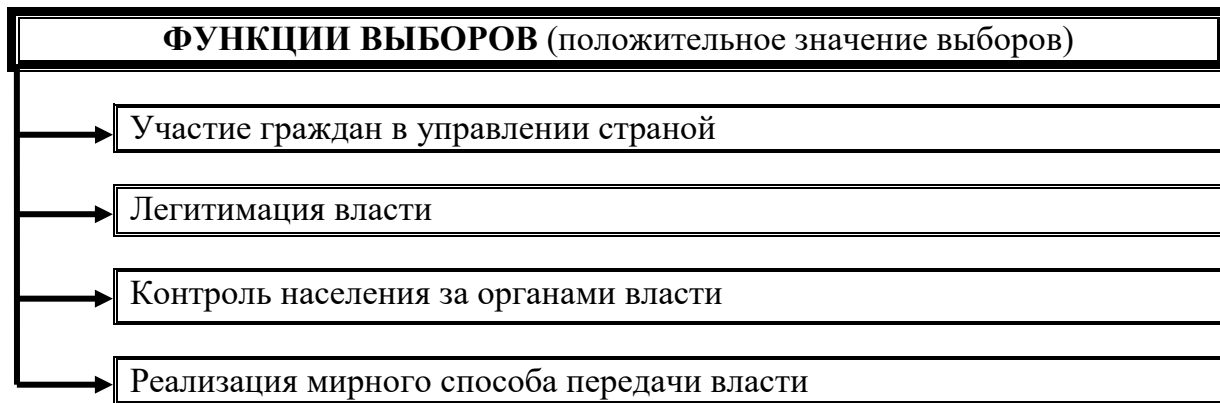 ФУНКЦИИ ВЫБОРОВ (положительное значение выборов)
Участие граждан в управлении страной
Легитимация власти
Контроль населения за органами власти
Реализация мирного способа передачи власти